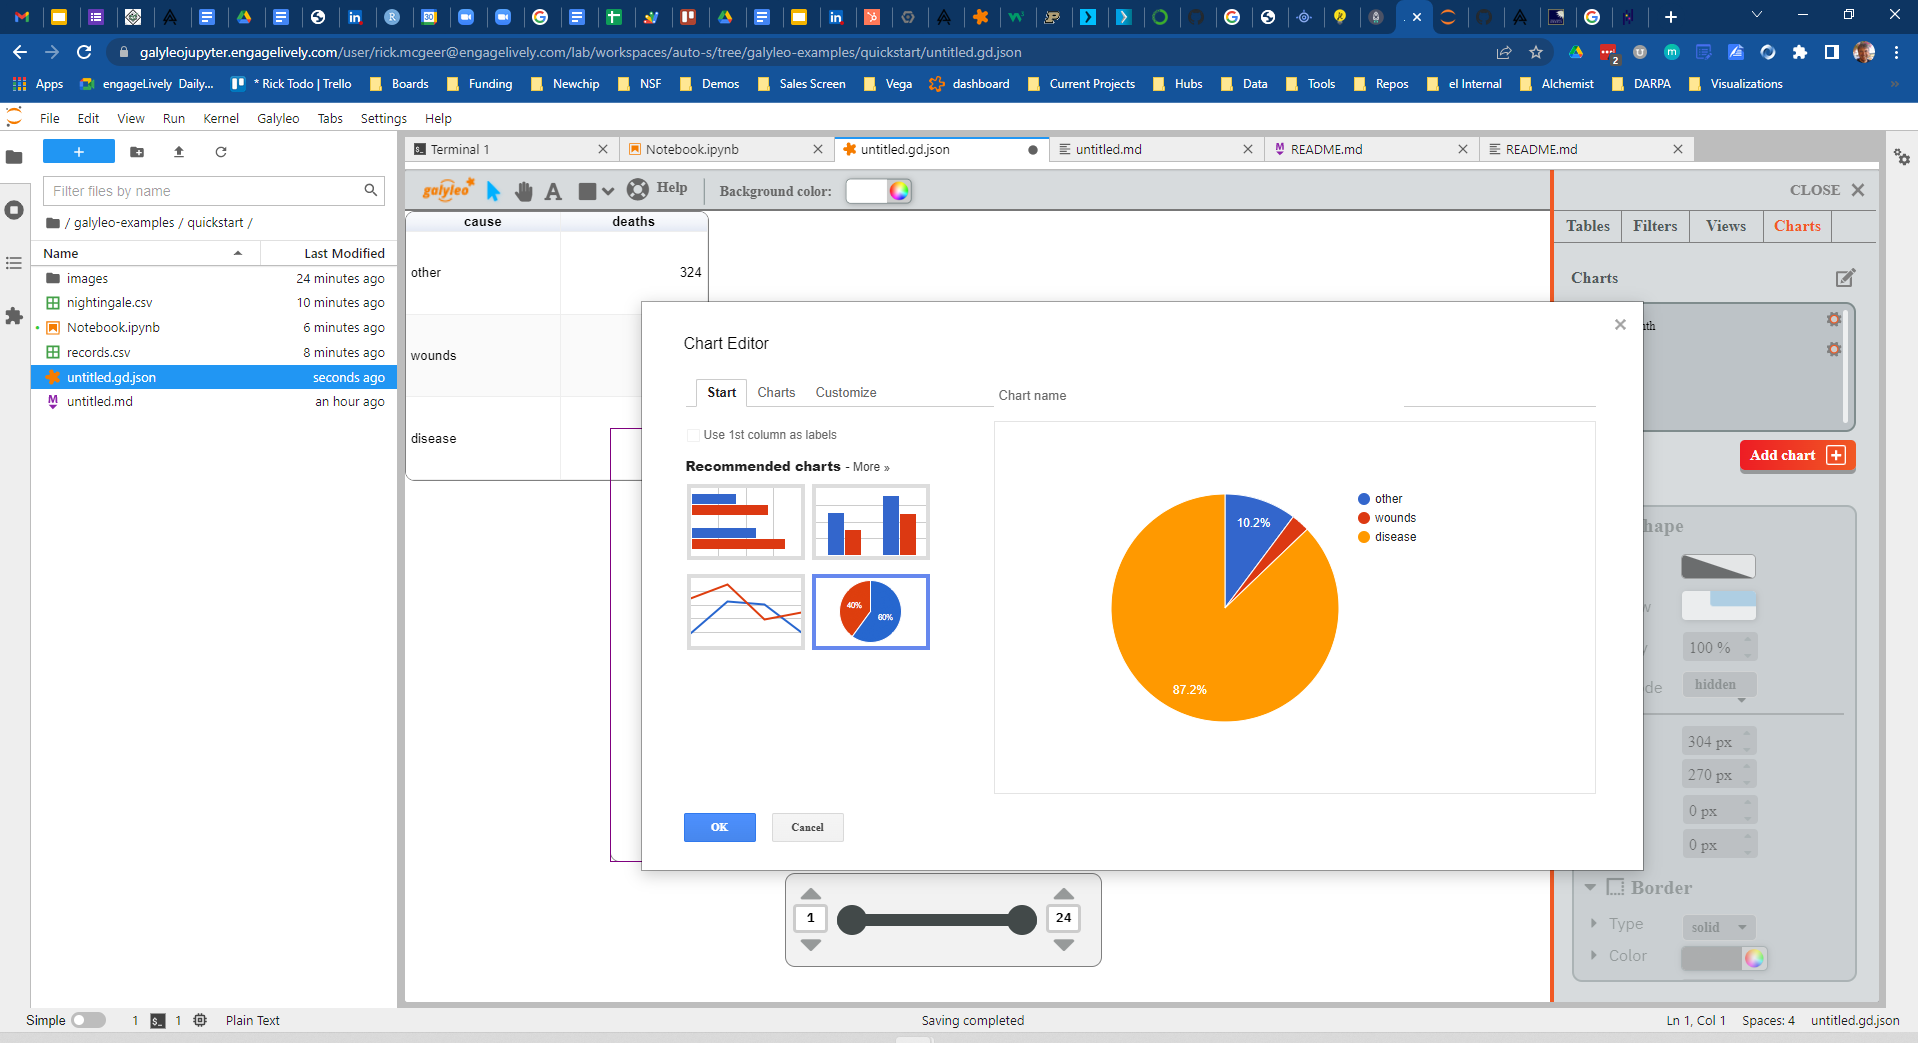 galyleojupyter.engagelively.com/user/rick.mcgeer@engagelively.com/lab/workspaces/auto-s/tree/galyleo-examples/quickstart/untitled.gd.json
Apps engageLively Daily... * Rick Todo | Trello Boards Funding Newchip NSF Demos Sales Screen Vega dashboard Current Projects Hubs Data Tools Repos el Internal Alchemist DARPA Visualizations »
File Edit View Run Kernel Galyleo Tabs Settings Help
Terminal 1 Notebook.ipynb untitled.gd.json untitled.md README.md README.md
Filter files by name
/ galyleo-examples / quickstart /
Name Last Modified
images 24 minutes ago
nightingale.csv 10 minutes ago
Notebook.ipynb 6 minutes ago
records.csv 8 minutes ago
untitled.gd.json seconds ago
untitled.md an hour ago
galyleo A Help Background color:
CLOSE
Tables Filters Views Charts
Charts
cause deaths
other 324
wounds
disease
nth
Add chart
hape
w
100 %
de hidden
304 px
270 px
0 px
0 px
Border
Type solid
Color
Chart Editor
Start Charts Customize
Chart name
Use 1st column as labels
Recommended charts - More »
40%
60%
10.2%
87.2%
other
wounds
disease
OK Cancel
1 24
Simple 1 1 Plain Text Saving completed Ln 1, Col 1 Spaces: 4 untitled.gd.json